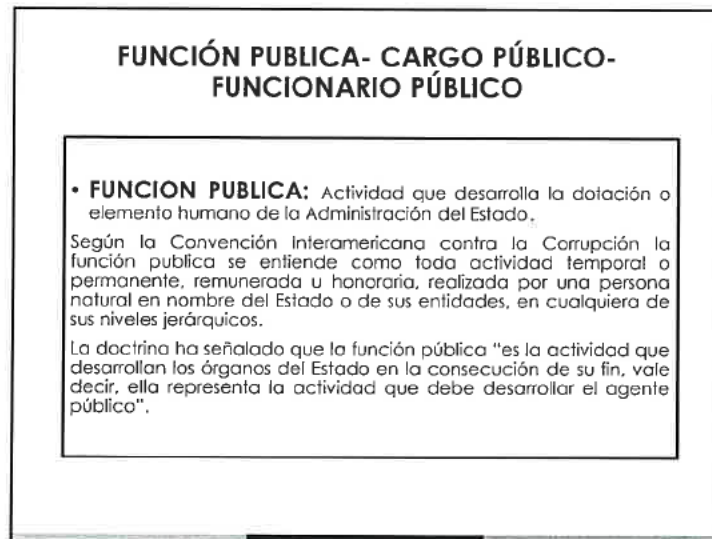 FUNCIÓN PUBLICA- CARGO PÚBLICO-
FUNCIONARIO PÚBLICO
• FUNCION PUBLICA: Actividad que desarrolla la dotación o
elemento humano de la Administración del Estado.
Según la Convención Interamericana contra la Corrupción la
función publica se entiende como toda actividad temporal o
permanente, remunerada u honoraria, realizada por una persona
natural en nombre del Estado o de sus entidades, en cualquiera de
sus niveles jerárquicos.
La doctrina ha señalado que la función pública "es la actividad que
desarrollan los órganos del Estado en la consecución de su fin, vale
decir, ella representa la actividad que debe desarrollar el agente
público".